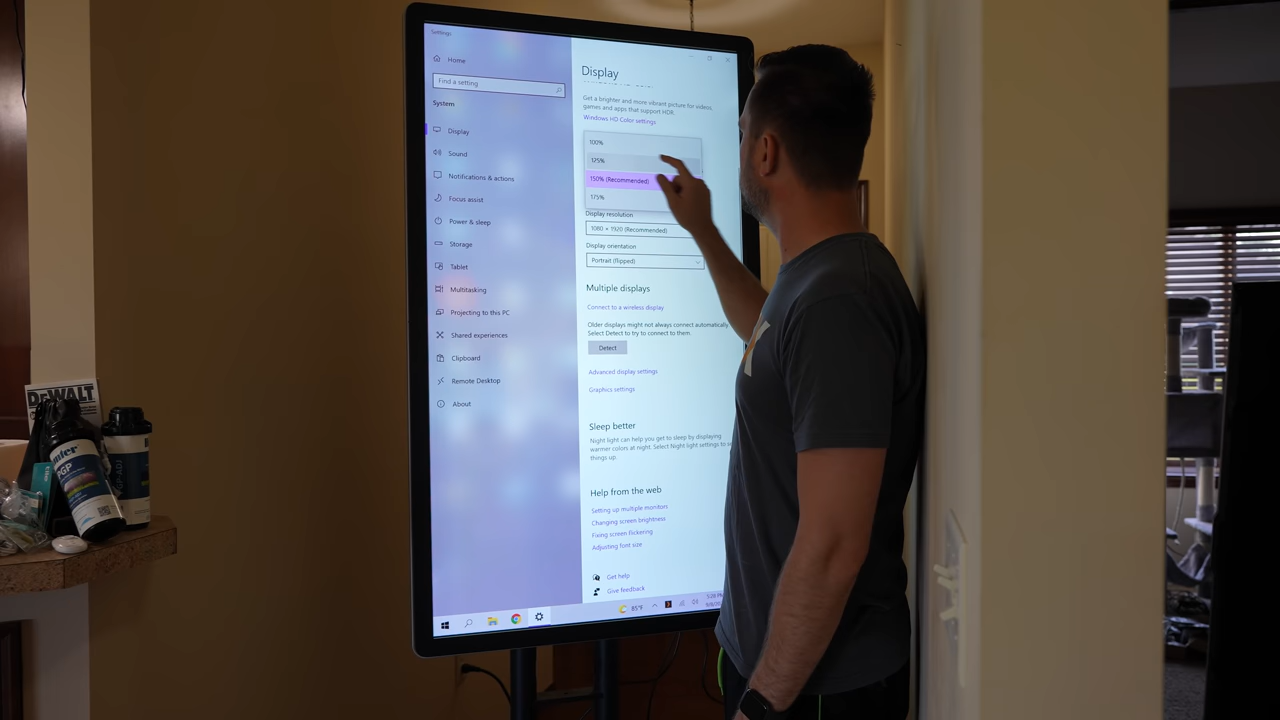 Settings
Home
Find a setting
System
Display
Sound
Notifications & actions
Focus assist
Power & sleep
Storage
Tablet
Multitasking
Projecting to this PC
Shared experiences
Clipboard
Remote Desktop
About
Display
Get a brighter and more vibrant picture for videos,
games and apps that support HDR.
Windows HD Color settings
100%
125%
150% (Recommended)
175%
Display resolution
1080 × 1920 (Recommended)
Display orientation
Portrait (flipped)
Multiple displays
Connect to a wireless display
Older displays might not always connect automatically.
Select Detect to try to connect to them.
Detect
Advanced display settings
Graphics settings
Sleep better
Night light can help you get to sleep by displaying
warmer colors at night. Select Night light settings to
things up.
Help from the web
Setting up multiple monitors
Changing screen brightness
Fixing screen flickering
Adjusting font size
Get help
Give feedback
85°F
5:28
DEWALT
PGP
PGP-ADJ